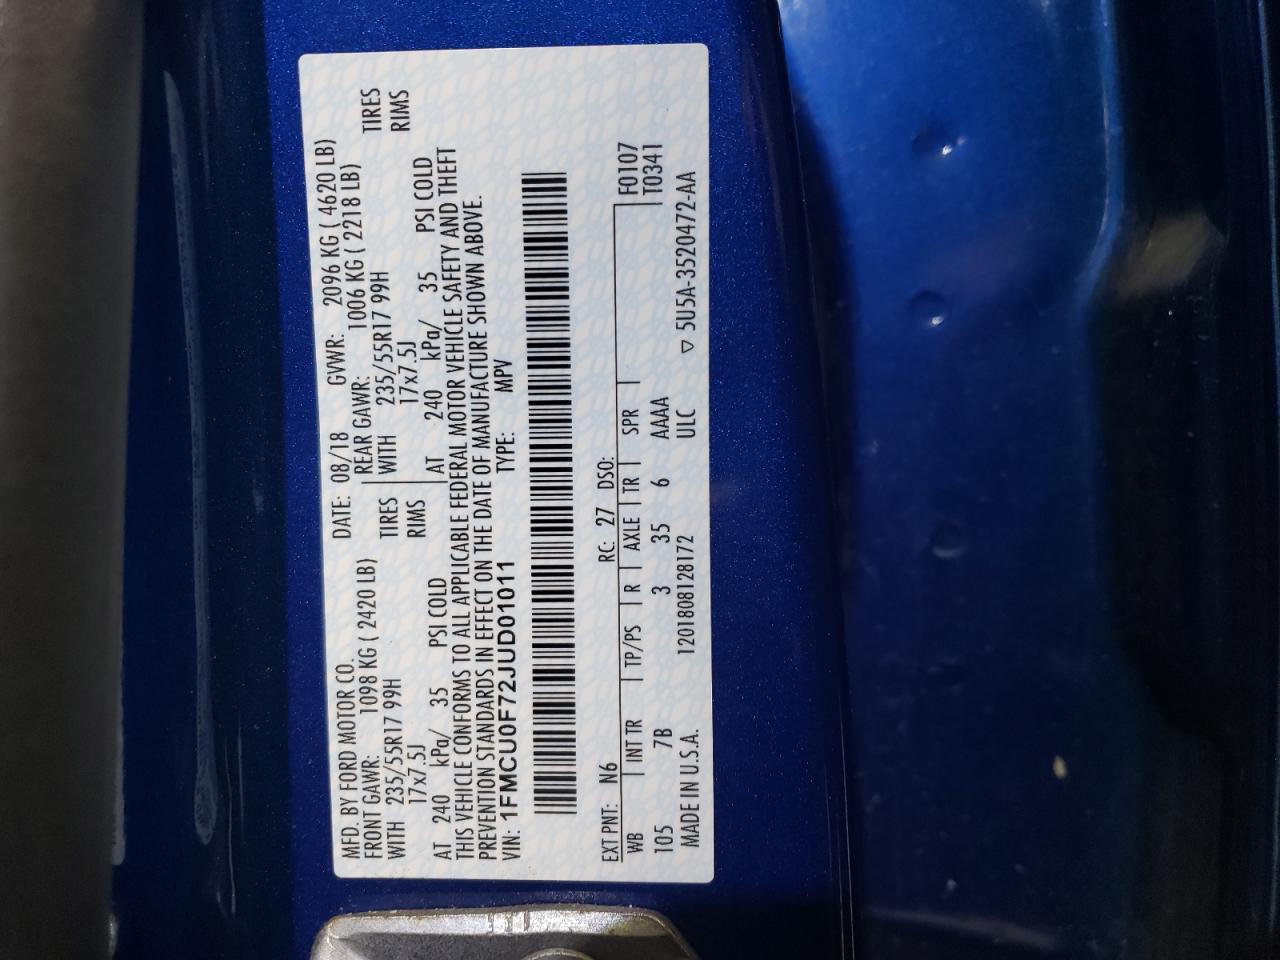 MFD. BY FORD MOTOR CO. DATE: 08/18 GVWR: 2096 KG ( 4620 LB)
FRONT GAWR: 1098 KG ( 2420 LB) REAR GAWR: 1006 KG ( 2218 LB)
WITH 235/55R17 99H TIRES WITH 235/55R17 99H TIRES
17x7.5J RIMS 17x7.5J RIMS
AT 240 kPa/ 35 PSI COLD AT 240 kPa/ 35 PSI COLD
THIS VEHICLE CONFORMS TO ALL APPLICABLE FEDERAL MOTOR VEHICLE SAFETY AND THEFT
PREVENTION STANDARDS IN EFFECT ON THE DATE OF MANUFACTURE SHOWN ABOVE.
VIN: 1FMCU0F72JUD01011 TYPE: MPV
EXT PNT: N6 RC: 27 DSO: F0107
WB INT TR TP/PS R AXLE TR SPR T0341
105 7B 3 35 6 AAAA
MADE IN U.S.A. 1201808128172 ULC ▽ 5U5A-3520472-AA